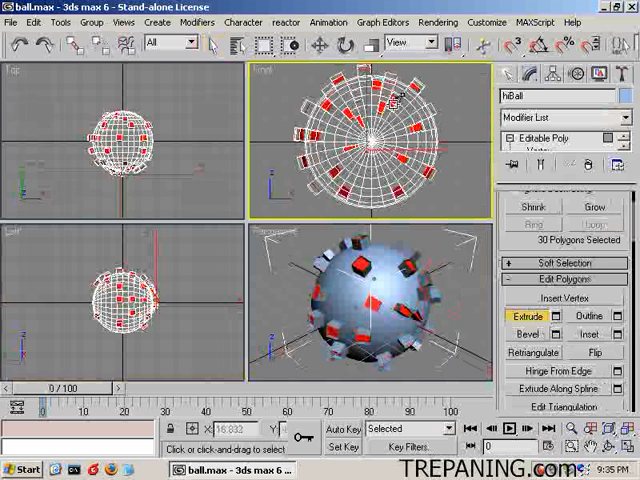 ball.max - 3ds max 6 - Stand-alone License
File Edit Tools Group Views Create Modifiers Character reactor Animation Graph Editors Rendering Customize MAXScript Help
All
View
Top
Front
hiBall
Modifier List
Editable Poly
Shrink Grow
Ring Loop
30 Polygons Selected
+ Soft Selection
- Edit Polygons
Insert Vertex
Extrude Outline
Bevel Inset
Retriangulate Flip
Hinge From Edge
Extrude Along Spline
Edit Triangulation
Left
Perspective
0 / 100
0 10 20 30 40 50 60 70 80 90 100
X: 16.832 Y:
Auto Key Selected
Set Key Key Filters.
0
Click or click-and-drag to select
Start
ball.max - 3ds max 6 ...
9:35 PM
TREPANING.com